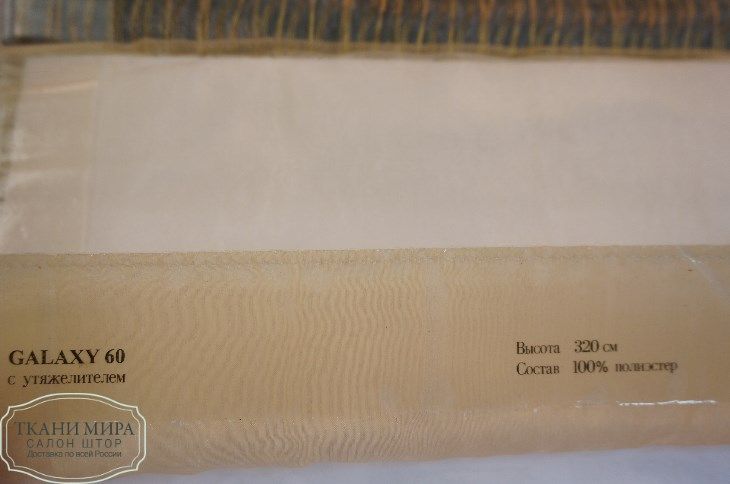 GALAXY 60
с утяжелителем
Высота 320 см
Состав 100% полиэстер
ТКАНИ МИРА
САЛОН ШТОР
Доставка по всей России